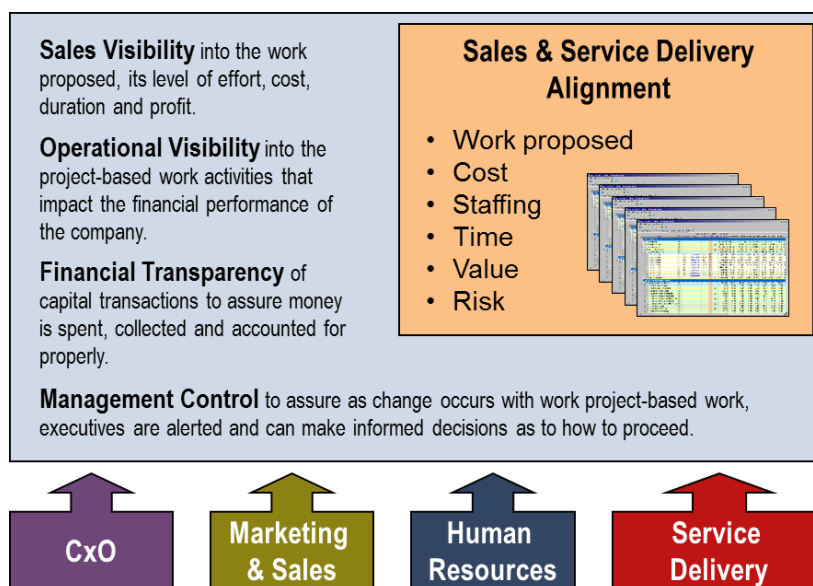 Sales Visibility into the work
proposed, its level of effort, cost,
duration and profit.
Operational Visibility into the
project-based work activities that
impact the financial performance of
the company.
Financial Transparency of
capital transactions to assure money
is spent, collected and accounted for
properly.
Management Control to assure as change occurs with work project-based work,
executives are alerted and can make informed decisions as to how to proceed.
Sales & Service Delivery
Alignment
• Work proposed
• Cost
• Staffing
• Time
• Value
• Risk
CxO
Marketing
& Sales
Human
Resources
Service
Delivery